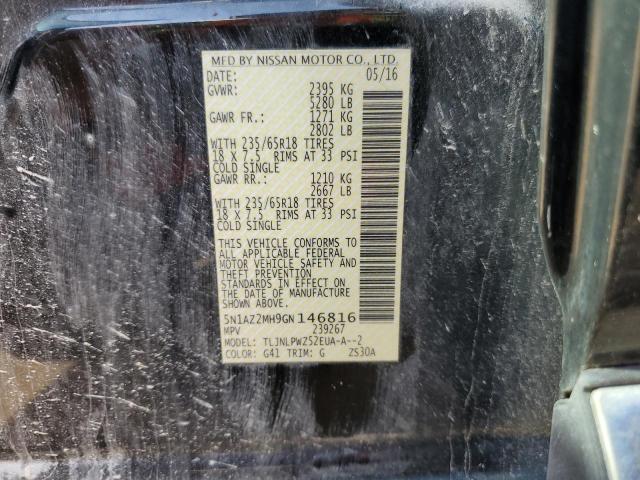 MFD BY NISSAN MOTOR CO., LTD.
DATE: 05/16
GVWR: 2395 KG
5280 LB
GAWR FR.: 1271 KG
2802 LB
WITH 235/65R18 TIRES
18 X 7.5 RIMS AT 33 PSI
COLD SINGLE
GAWR RR.: 1210 KG
2667 LB
WITH 235/65R18 TIRES
18 X 7.5 RIMS AT 33 PSI
COLD SINGLE
THIS VEHICLE CONFORMS TO
ALL APPLICABLE FEDERAL
MOTOR VEHICLE SAFETY AND
THEFT PREVENTION
STANDARDS IN EFFECT ON
THE DATE OF MANUFACTURE
SHOWN ABOVE.
5N1AZ2MH9GN146816
MPV 239267
MODEL: TLJNLPWZ52EUA-A--2
COLOR: G41 TRIM: G ZS30A